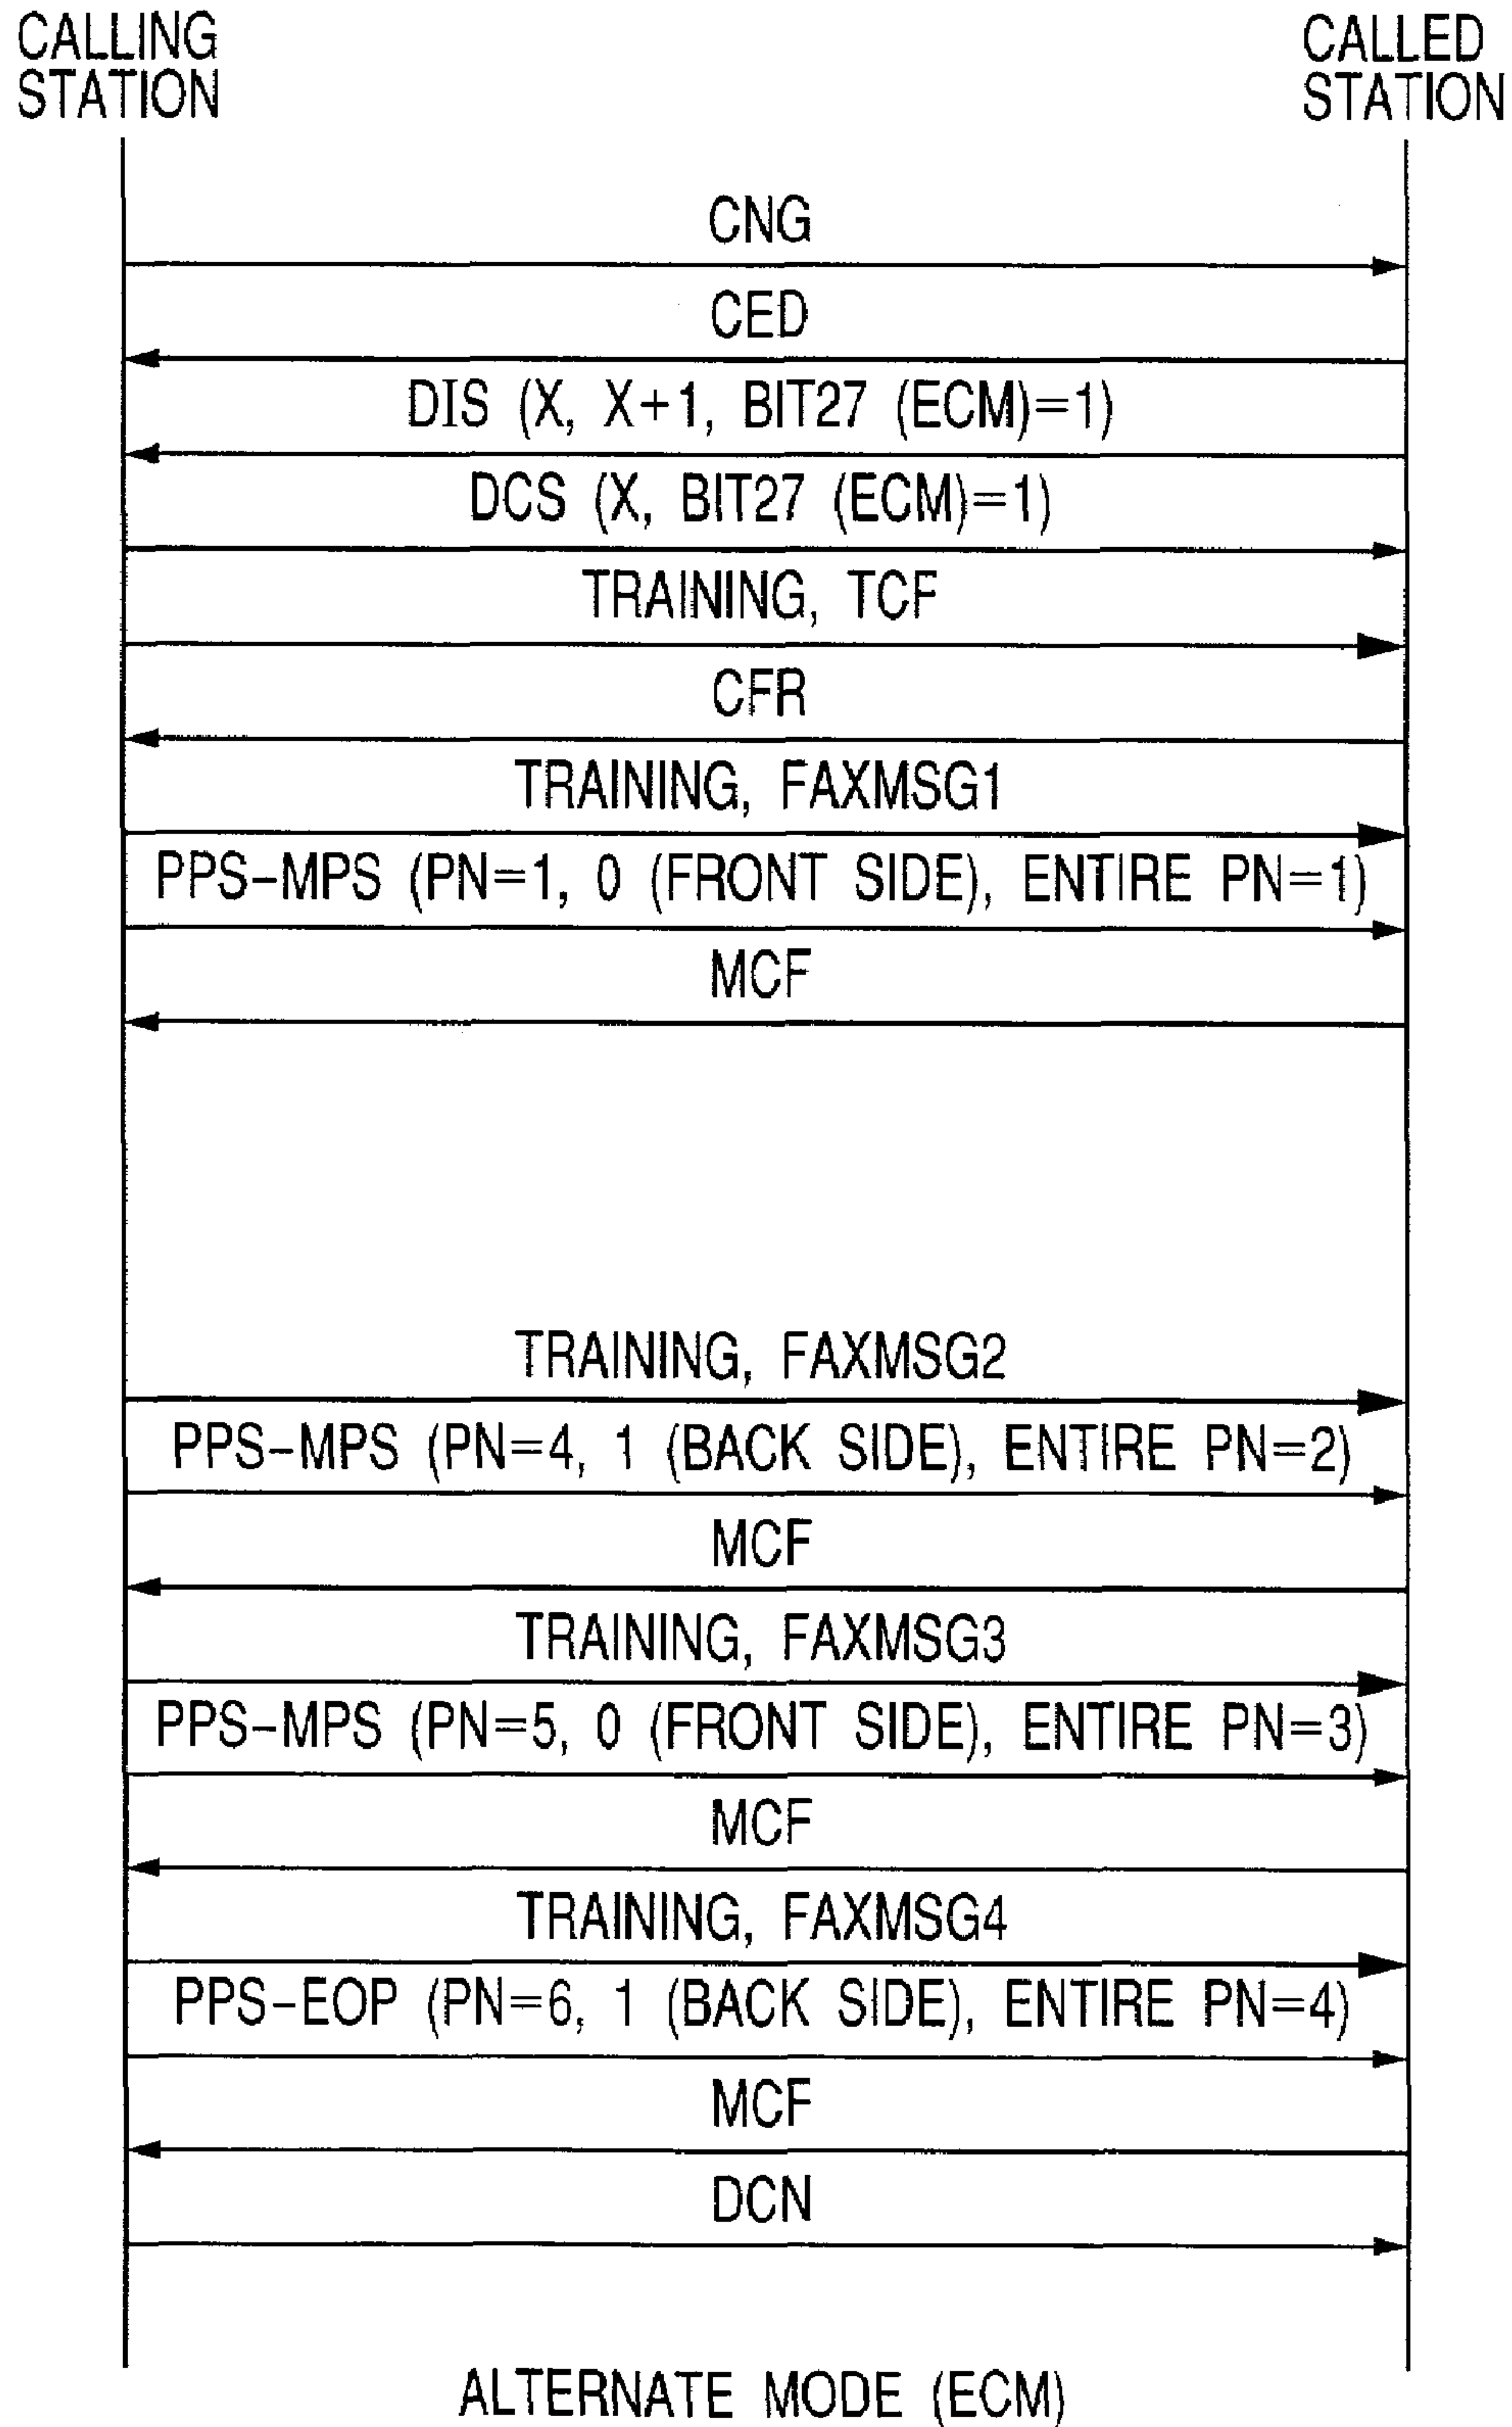 CALLING
STATION
CALLED
STATION
CNG
CED
DIS (X, X+1, BIT27 (ECM)=1)
DCS (X, BIT27 (ECM)=1)
TRAINING, TCF
CFR
TRAINING, FAXMSG1
PPS-MPS (PN=1, 0 (FRONT SIDE), ENTIRE PN=1)
MCF
TRAINING, FAXMSG2
PPS-MPS (PN=4, 1 (BACK SIDE), ENTIRE PN=2)
MCF
TRAINING, FAXMSG3
PPS-MPS (PN=5, 0 (FRONT SIDE), ENTIRE PN=3)
MCF
TRAINING, FAXMSG4
PPS-EOP (PN=6, 1 (BACK SIDE), ENTIRE PN=4)
MCF
DCN
ALTERNATE MODE (ECM)